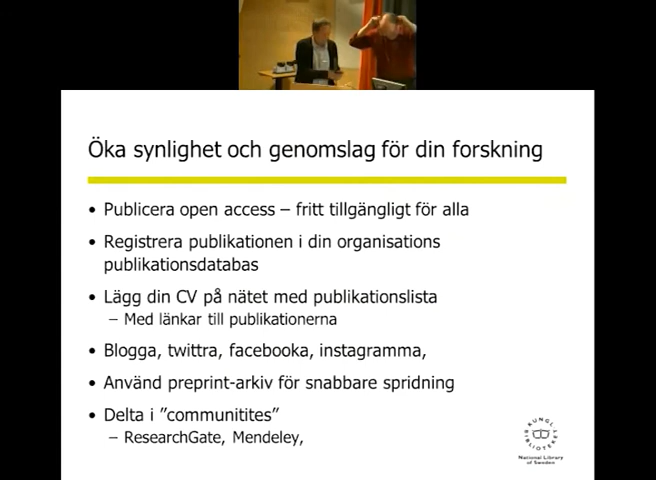 Öka synlighet och genomslag för din forskning
• Publicera open access – fritt tillgängligt för alla
• Registrera publikationen i din organisations
publikationsdatabas
• Lägg din CV på nätet med publikationslista
– Med länkar till publikationerna
• Blogga, twittra, facebooka, instagramma,
• Använd preprint-arkiv för snabbare spridning
• Delta i ”communitites”
– ResearchGate, Mendeley,
KUNGL. BIBLIOTEKET
National Library
of Sweden